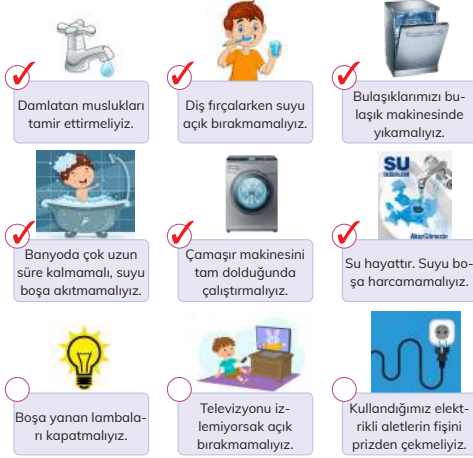 Damlatan muslukları
tamir ettirmeliyiz.
Diş fırçalarken suyu
açık bırakmamalıyız.
Bulaşıklarımızı bu-
laşık makinesinde
yıkamalıyız.
Banyoda çok uzun
süre kalmamalı, suyu
boşa akıtmamalıyız.
Çamaşır makinesini
tam dolduğunda
çalıştırmalıyız.
SU
Akıp Gitmesin
Su hayattır. Suyu bo-
şa harcamamalıyız.
Boşa yanan lambala-
rı kapatmalıyız.
Televizyonu iz-
lemiyorsak açık
bırakmamalıyız.
Kullandığımız elekt-
rikli aletlerin fişini
prizden çekmeliyiz.